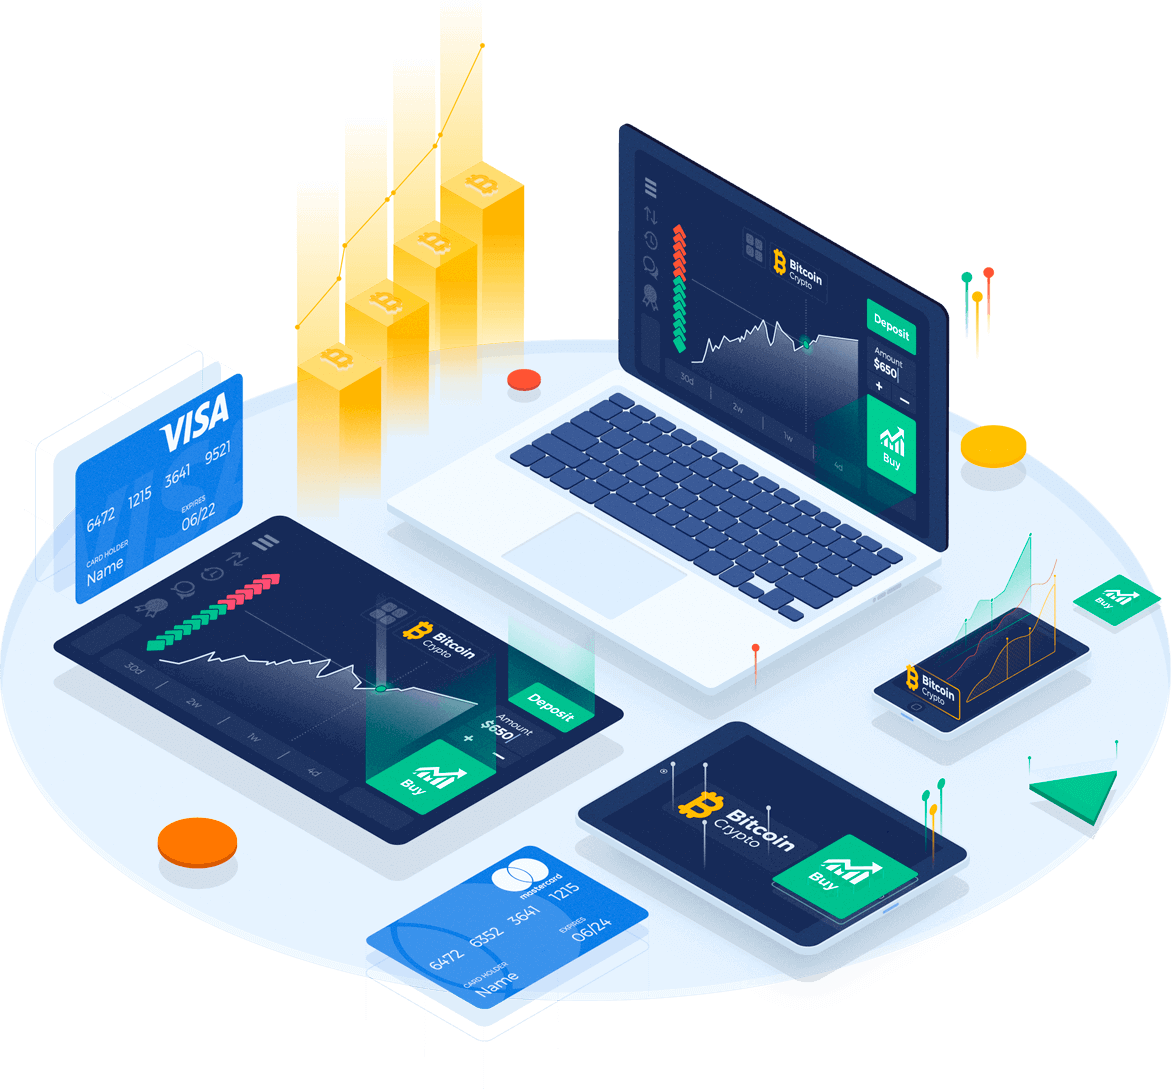 Bitcoin
Crypto
Deposit
Amount
$650
+
−
Buy
30d
2w
1w
4d
VISA
6472 1215 3641 9521
EXPIRES
06/22
CARD HOLDER
Name
Bitcoin
Crypto
Deposit
Amount
$650
+
−
Buy
30d
2w
1w
4d
Buy
Bitcoin
Crypto
Bitcoin
Crypto
Buy
mastercard
6472 6352 3641 1215
EXPIRES
06/24
CARD HOLDER
Name